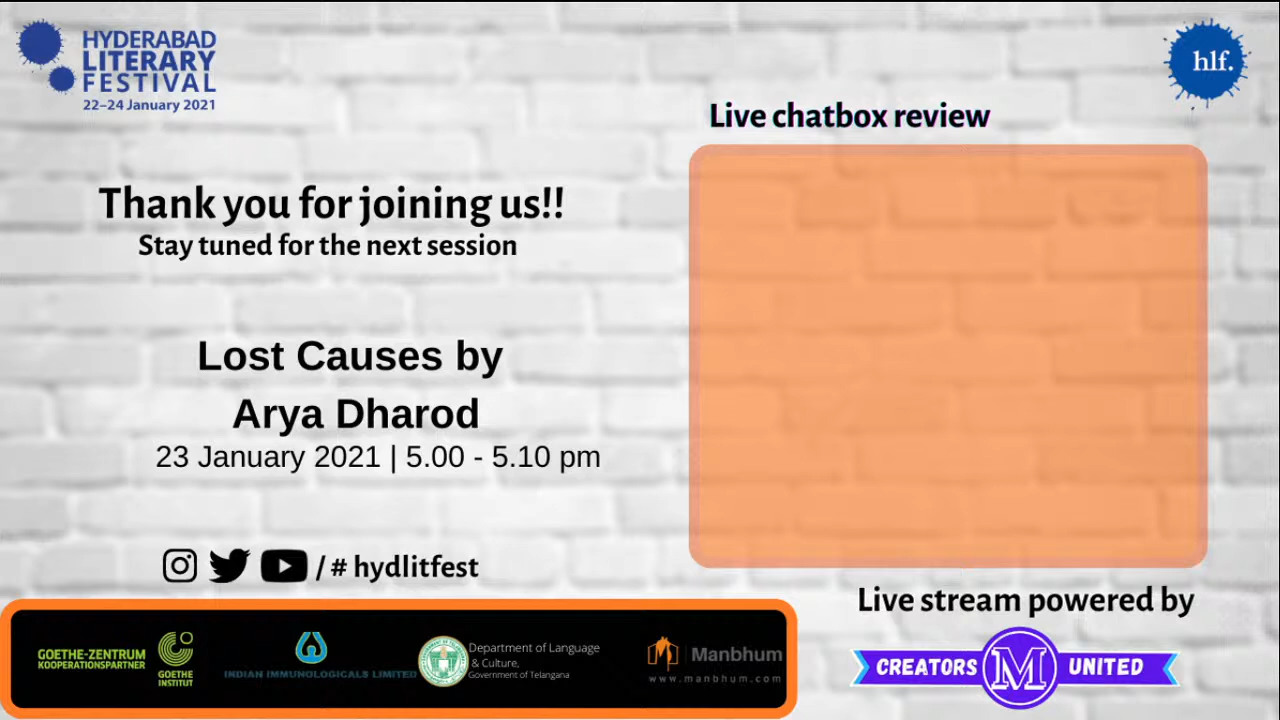 HYDERABAD
LITERARY
FESTIVAL
22–24 January 2021
hlf.
Live chatbox review
Thank you for joining us!!
Stay tuned for the next session
Lost Causes by
Arya Dharod
23 January 2021 | 5.00 - 5.10 pm
/ # hydlitfest
Live stream powered by
CREATORS M UNITED
GOETHE-ZENTRUM
KOOPERATIONSPARTNER
GOETHE
INSTITUT
INDIAN IMMUNOLOGICALS LIMITED
Department of Language
& Culture,
Government of Telangana
Manbhum
www.manbhum.com